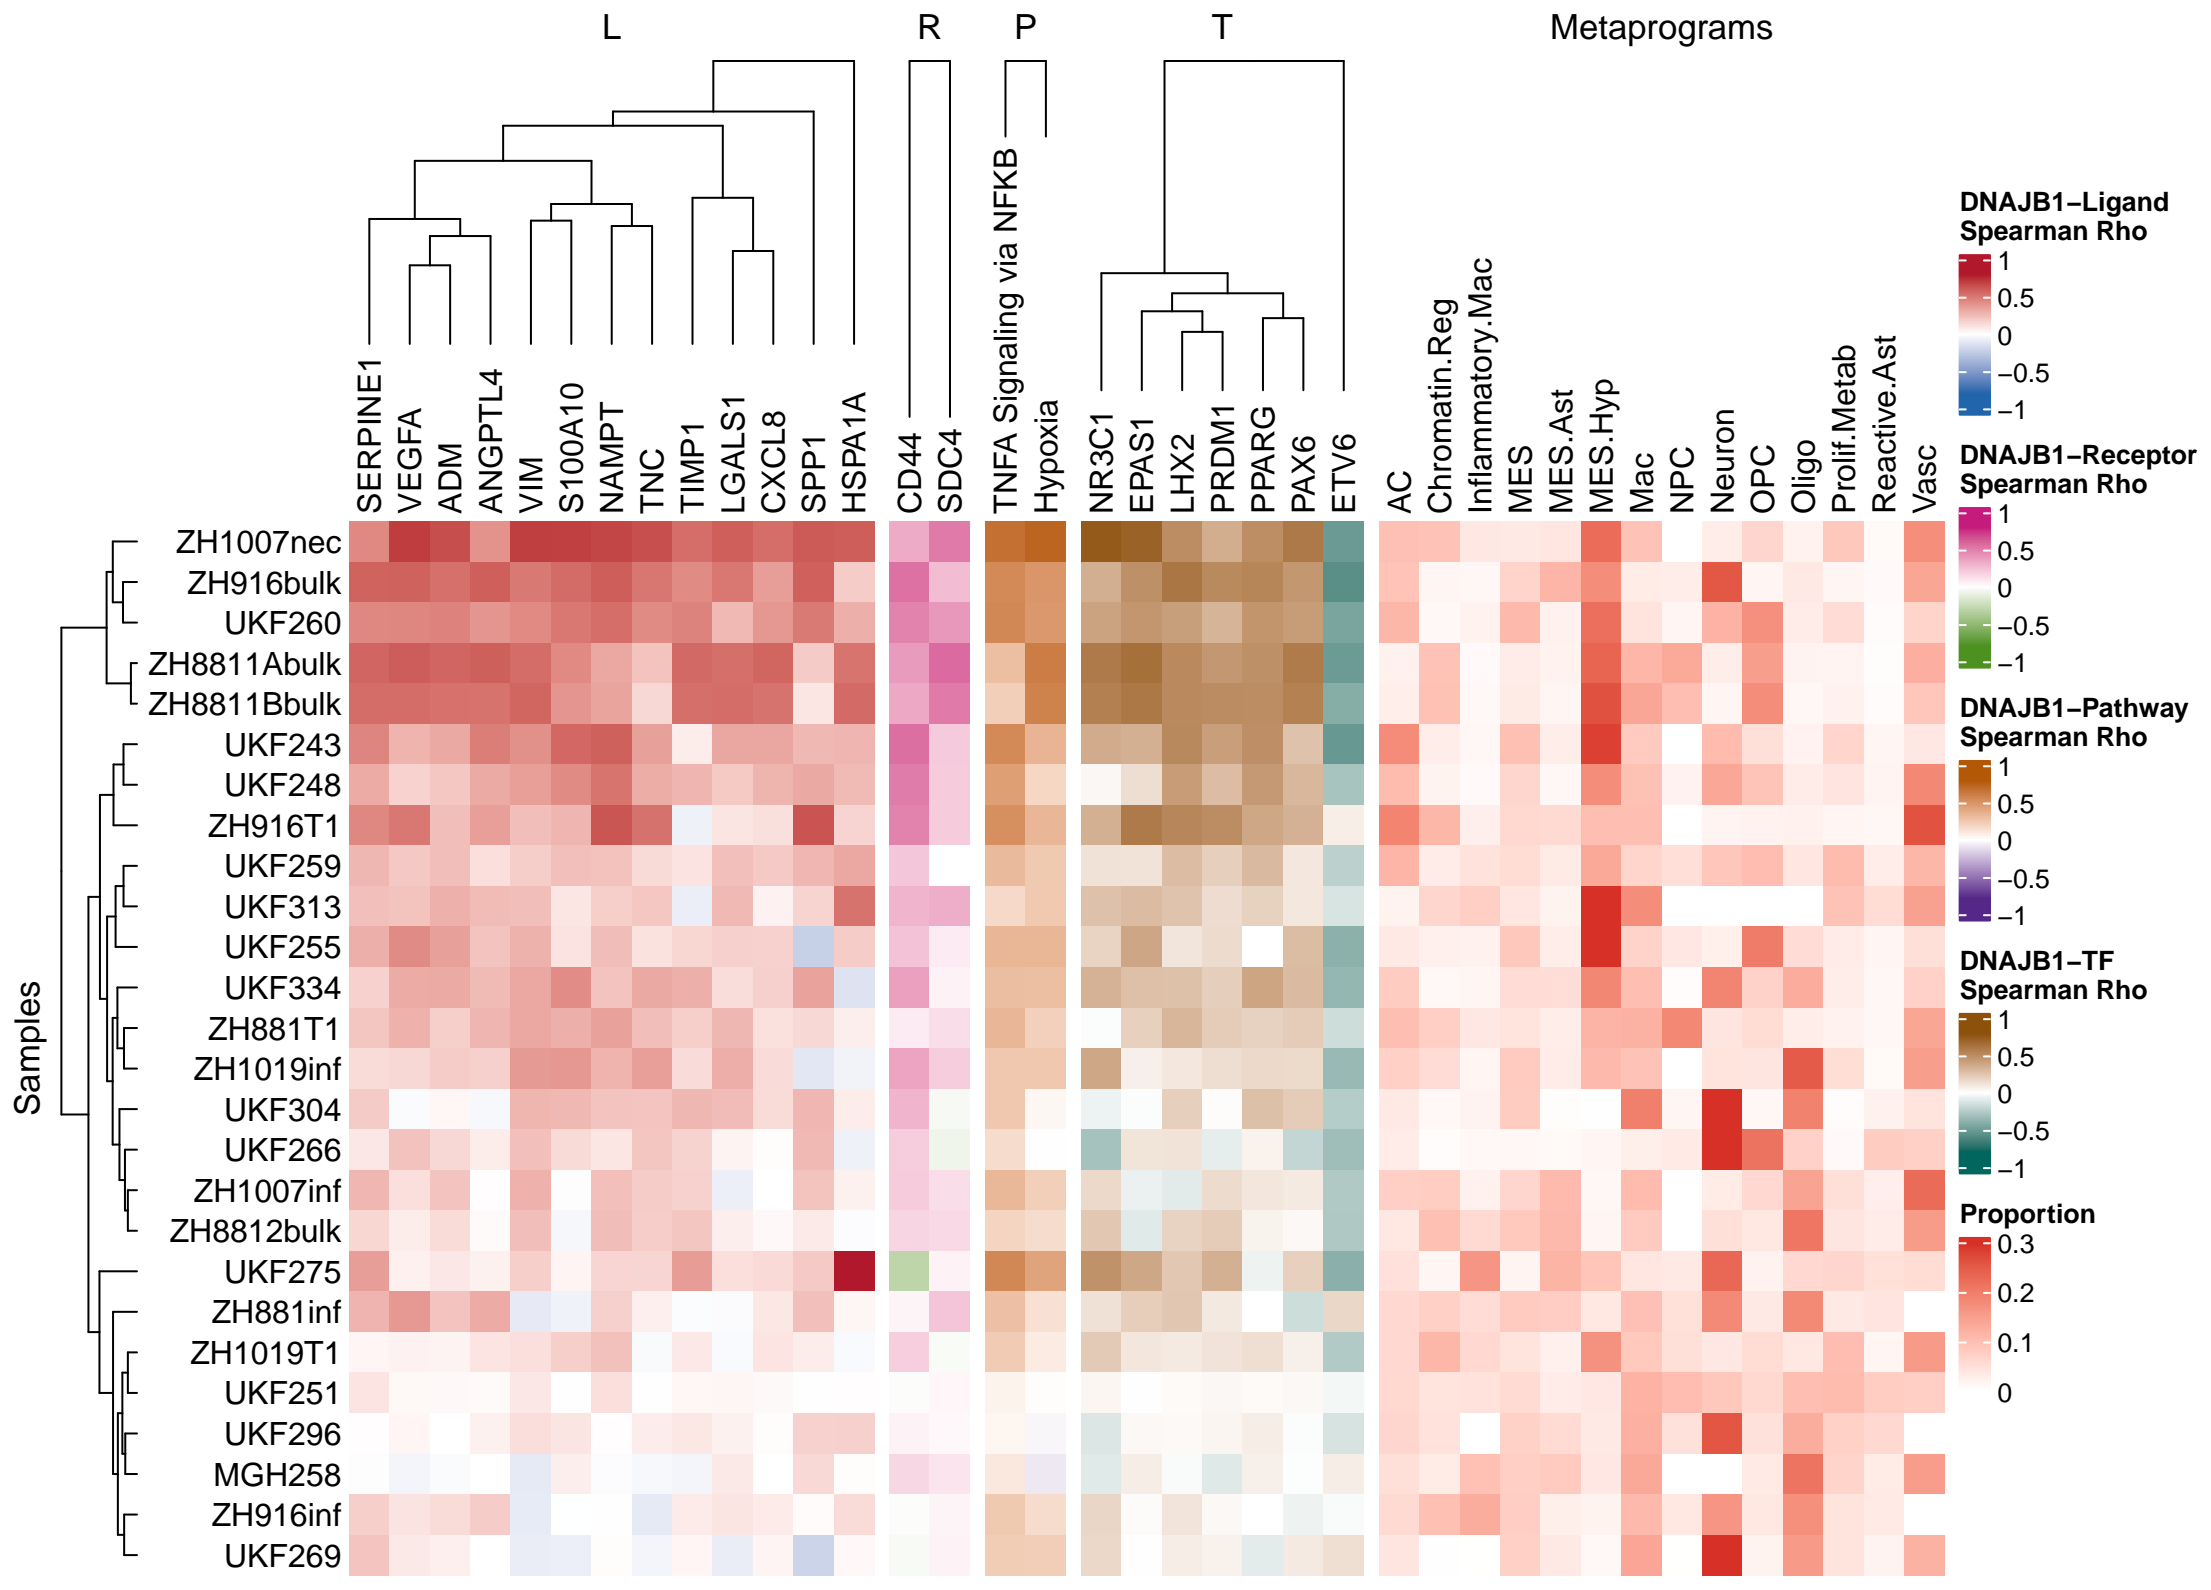 L R P T Metaprograms
SERPINE1
VEGFA
ADM
ANGPTL4
VIM
S100A10
NAMPT
TNC
TIMP1
LGALS1
CXCL8
SPP1
HSPA1A
CD44
SDC4
TNFA Signaling via NFKB
Hypoxia
NR3C1
EPAS1
LHX2
PRDM1
PPARG
PAX6
ETV6
AC
Chromatin.Reg
Inflammatory.Mac
MES
MES.Ast
MES.Hyp
Mac
NPC
Neuron
OPC
Oligo
Prolif.Metab
Reactive.Ast
Vasc
Samples
ZH1007nec
ZH916bulk
UKF260
ZH8811Abulk
ZH8811Bbulk
UKF243
UKF248
ZH916T1
UKF259
UKF313
UKF255
UKF334
ZH881T1
ZH1019inf
UKF304
UKF266
ZH1007inf
ZH8812bulk
UKF275
ZH881inf
ZH1019T1
UKF251
UKF296
MGH258
ZH916inf
UKF269
DNAJB1−Ligand
Spearman Rho
1
0.5
0
−0.5
−1
DNAJB1−Receptor
Spearman Rho
1
0.5
0
−0.5
−1
DNAJB1−Pathway
Spearman Rho
1
0.5
0
−0.5
−1
DNAJB1−TF
Spearman Rho
1
0.5
0
−0.5
−1
Proportion
0.3
0.2
0.1
0